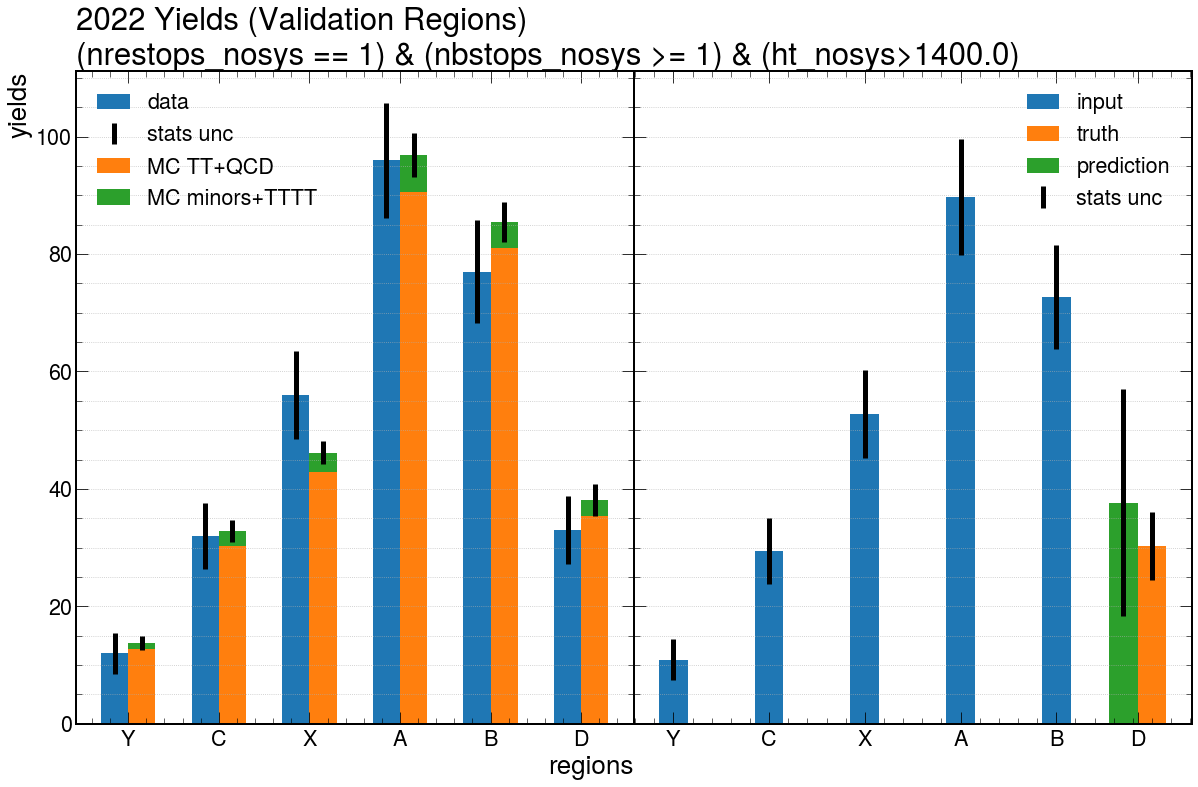 2022 Yields (Validation Regions)
(nrestops_nosys == 1) & (nbstops_nosys >= 1) & (ht_nosys>1400.0)
yields
data
stats unc
MC TT+QCD
MC minors+TTTT
input
truth
prediction
stats unc
100
80
60
40
20
0
Y C X A B D
Y C X A B D
regions